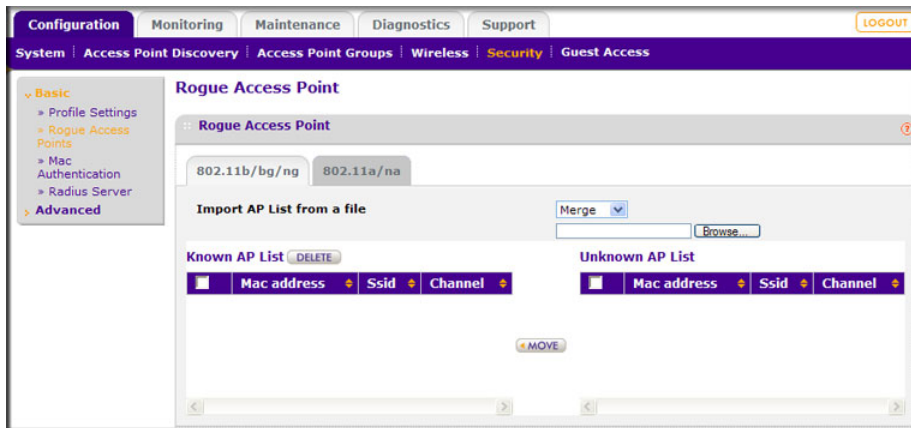 Configuration Monitoring Maintenance Diagnostics Support LOGOUT
System Access Point Discovery Access Point Groups Wireless Security Guest Access
Basic
» Profile Settings
» Rogue Access
Points
» Mac
Authentication
» Radius Server
Advanced
Rogue Access Point
Rogue Access Point ?
802.11b/bg/ng 802.11a/na
Import AP List from a file Merge
Browse...
Known AP List DELETE
Mac address Ssid Channel
MOVE
Unknown AP List
Mac address Ssid Channel